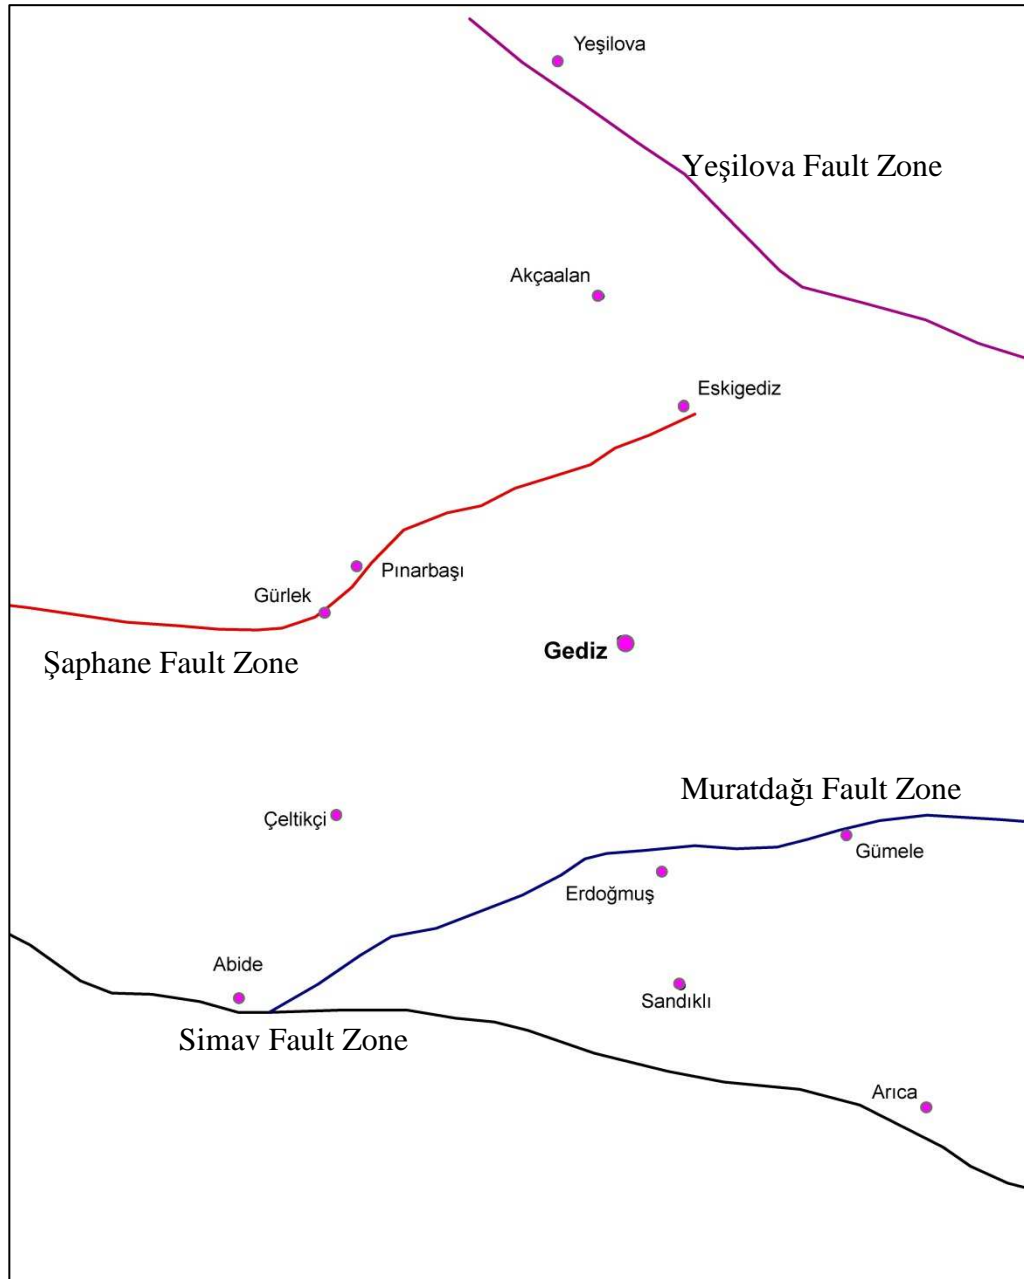 Yeşilova
Yeşilova Fault Zone
Akçaalan
Eskigediz
Pınarbaşı
Gürlek
Gediz
Şaphane Fault Zone
Muratdağı Fault Zone
Çeltikçi
Gümele
Erdoğmuş
Abide
Sandıklı
Simav Fault Zone
Arıca